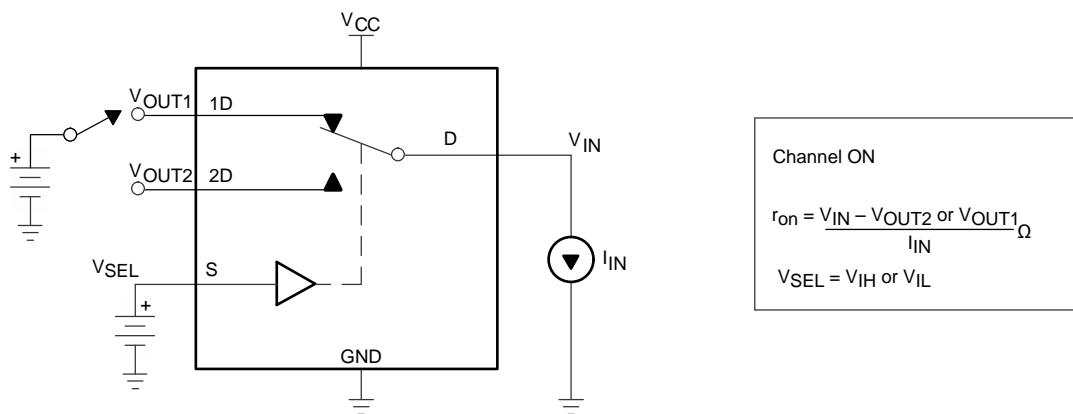 VCC
VOUT1 1D
D VIN
+
VOUT2 2D
VSEL S
+
IIN
GND
Channel ON
ron = VIN – VOUT2 or VOUT1 Ω
IIN
VSEL = VIH or VIL